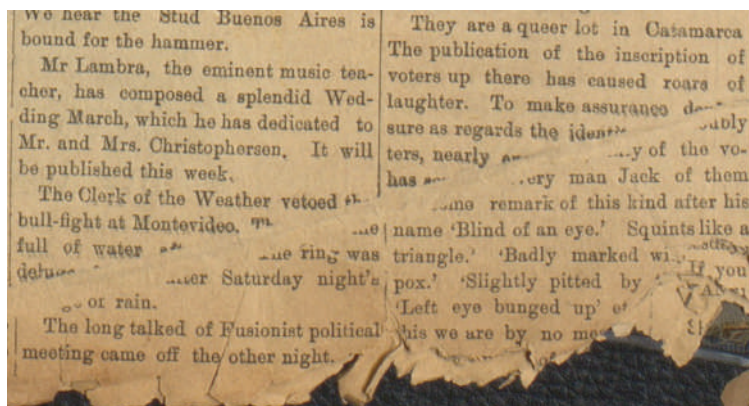 We hear the Stud Buenos Aires is
bound for the hammer.
Mr Lambra, the eminent music tea-
cher, has composed a splendid Wed-
ding March, which he has dedicated to
Mr. and Mrs. Christophersen. It will
be published this week.
The Clerk of the Weather vetoed
bull-fight at Montevideo.
full of water ring was
Saturday night's
or rain.
The long talked of Fusionist political
meeting came off the other night.
They are a queer lot in Catamarca
The publication of the inscription of
voters up there has caused roars of
laughter. To make assurance
sure as regards the
ters, nearly of the vo-
has man Jack of them
remark of this kind after his
name 'Blind of an eye.' Squints like a
triangle.' 'Badly marked
pox.' 'Slightly pitted by If you
'Left eye bunged up'
this we are by no